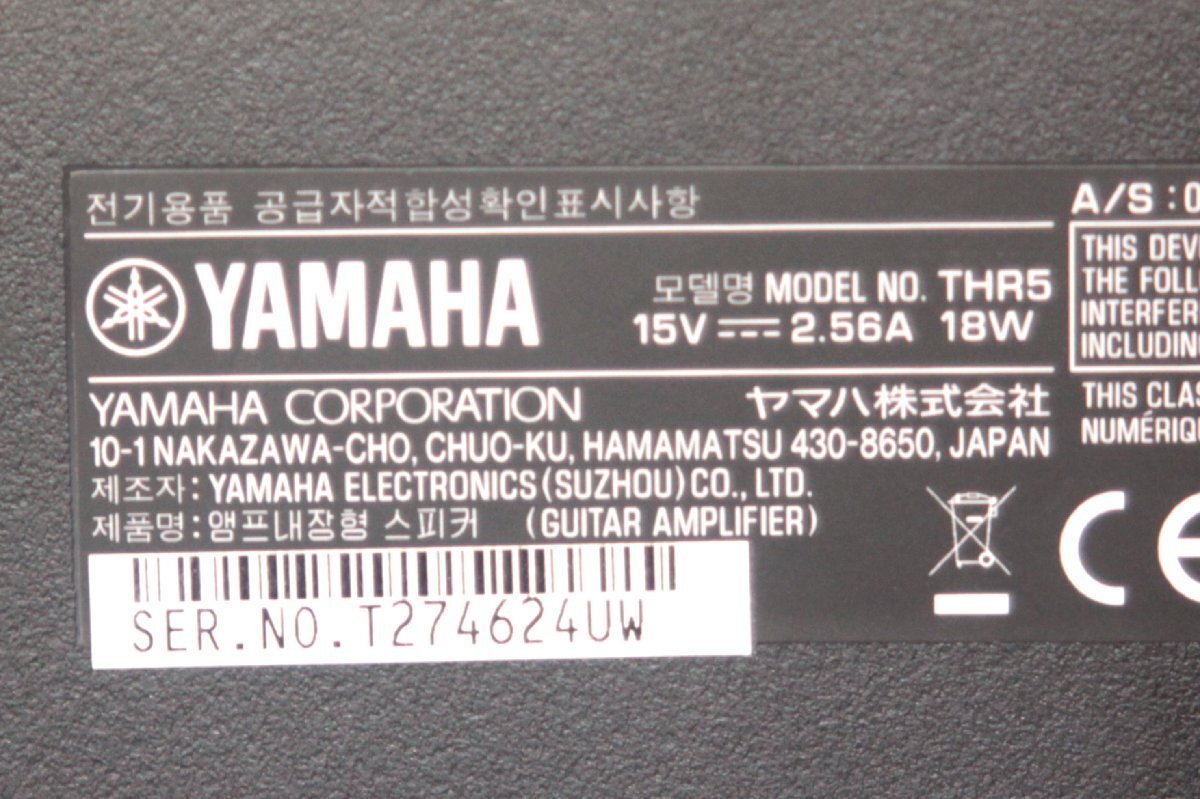 전기용품 공급자적합성확인표시사항
YAMAHA
모델명 MODEL NO. THR5
15V 2.56A 18W
YAMAHA CORPORATION ヤマハ株式会社
10-1 NAKAZAWA-CHO, CHUO-KU, HAMAMATSU 430-8650, JAPAN
제조자: YAMAHA ELECTRONICS (SUZHOU) CO., LTD.
제품명: 앰프내장형 스피커 (GUITAR AMPLIFIER)
SER.NO.T274624UW
A/S :0
THIS DEV
THE FOLL
INTERFER
INCLUDIN
THIS CLAS
NUMÉRIQU
CE